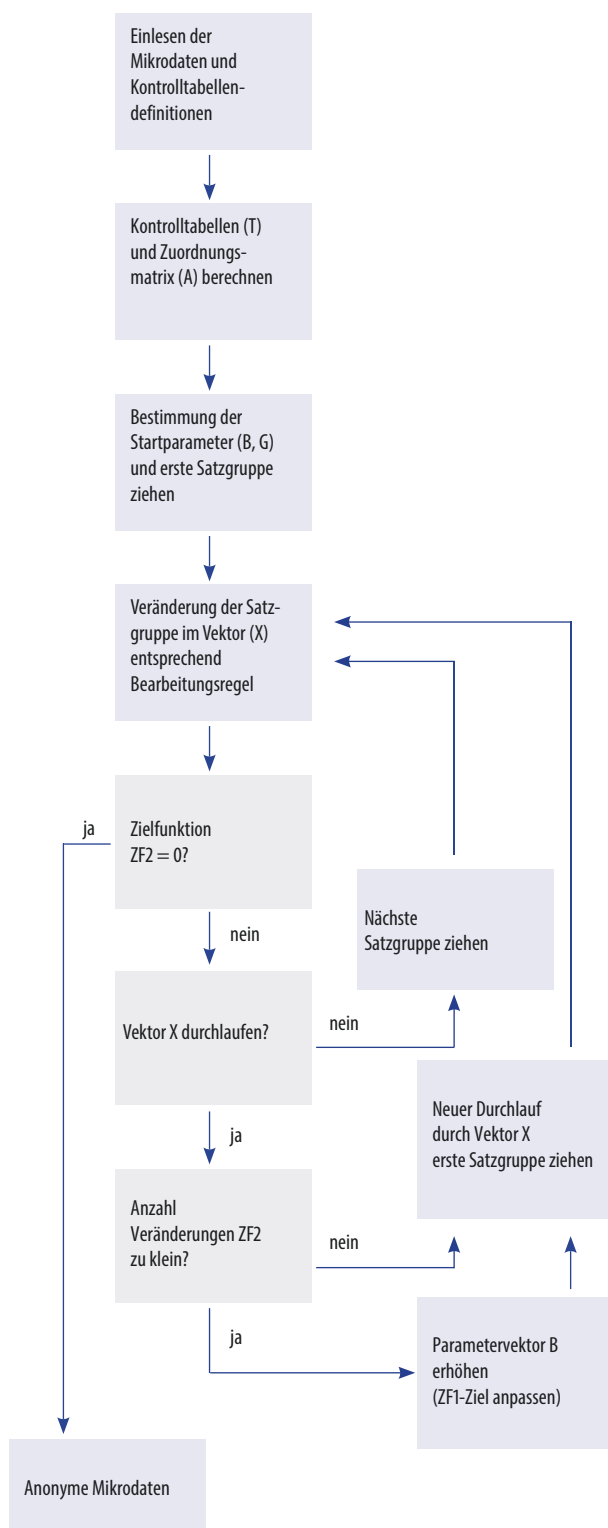 Einlesen der
Mikrodaten und
Kontrolltabellen-
definitionen
Kontrolltabellen (T)
und Zuordnungs-
matrix (A) berechnen
Bestimmung der
Startparameter (B, G)
und erste Satzgruppe
ziehen
Veränderung der Satz-
gruppe im Vektor (X)
entsprechend
Bearbeitungsregel
ja
Zielfunktion
ZF2 = 0?
nein
Nächste
Satzgruppe ziehen
Vektor X durchlaufen?
nein
ja
Neuer Durchlauf
durch Vektor X
erste Satzgruppe ziehen
Anzahl
Veränderungen ZF2
zu klein?
nein
ja
Parametervektor B
erhöhen
(ZF1-Ziel anpassen)
Anonyme Mikrodaten